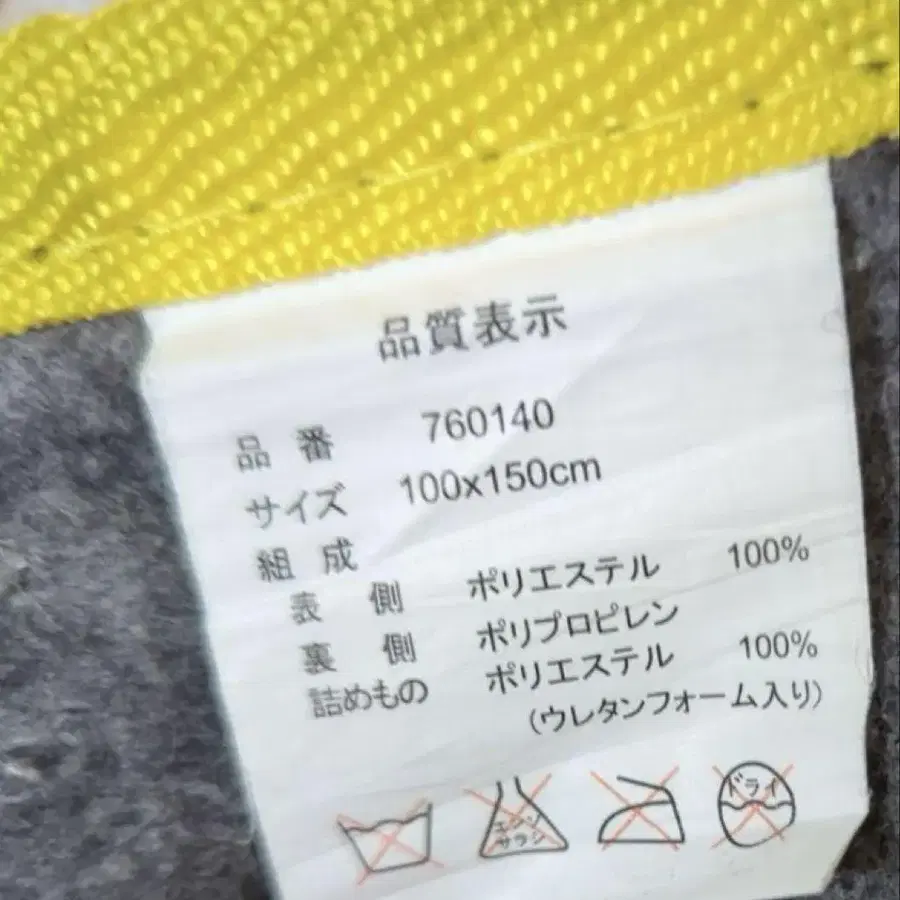 品質表示
品番 760140
サイズ 100x150cm
組成
表側 ポリエステル 100%
裏側 ポリプロピレン
詰めもの ポリエステル 100%
(ウレタンフォーム入り)
エンソ
サラシ
ドライ